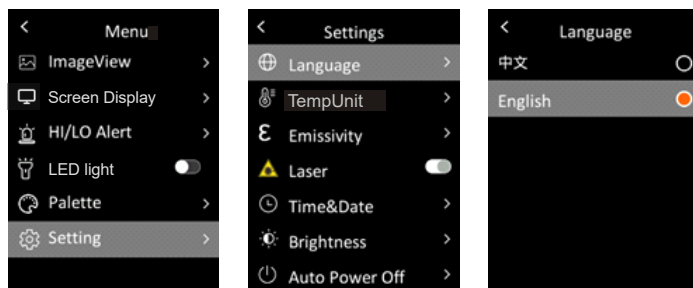 Menu
ImageView
Screen Display
HI/LO Alert
LED light
Palette
Setting
Settings
Language
TempUnit
Emissivity
Laser
Time&Date
Brightness
Auto Power Off
Language
中文
English